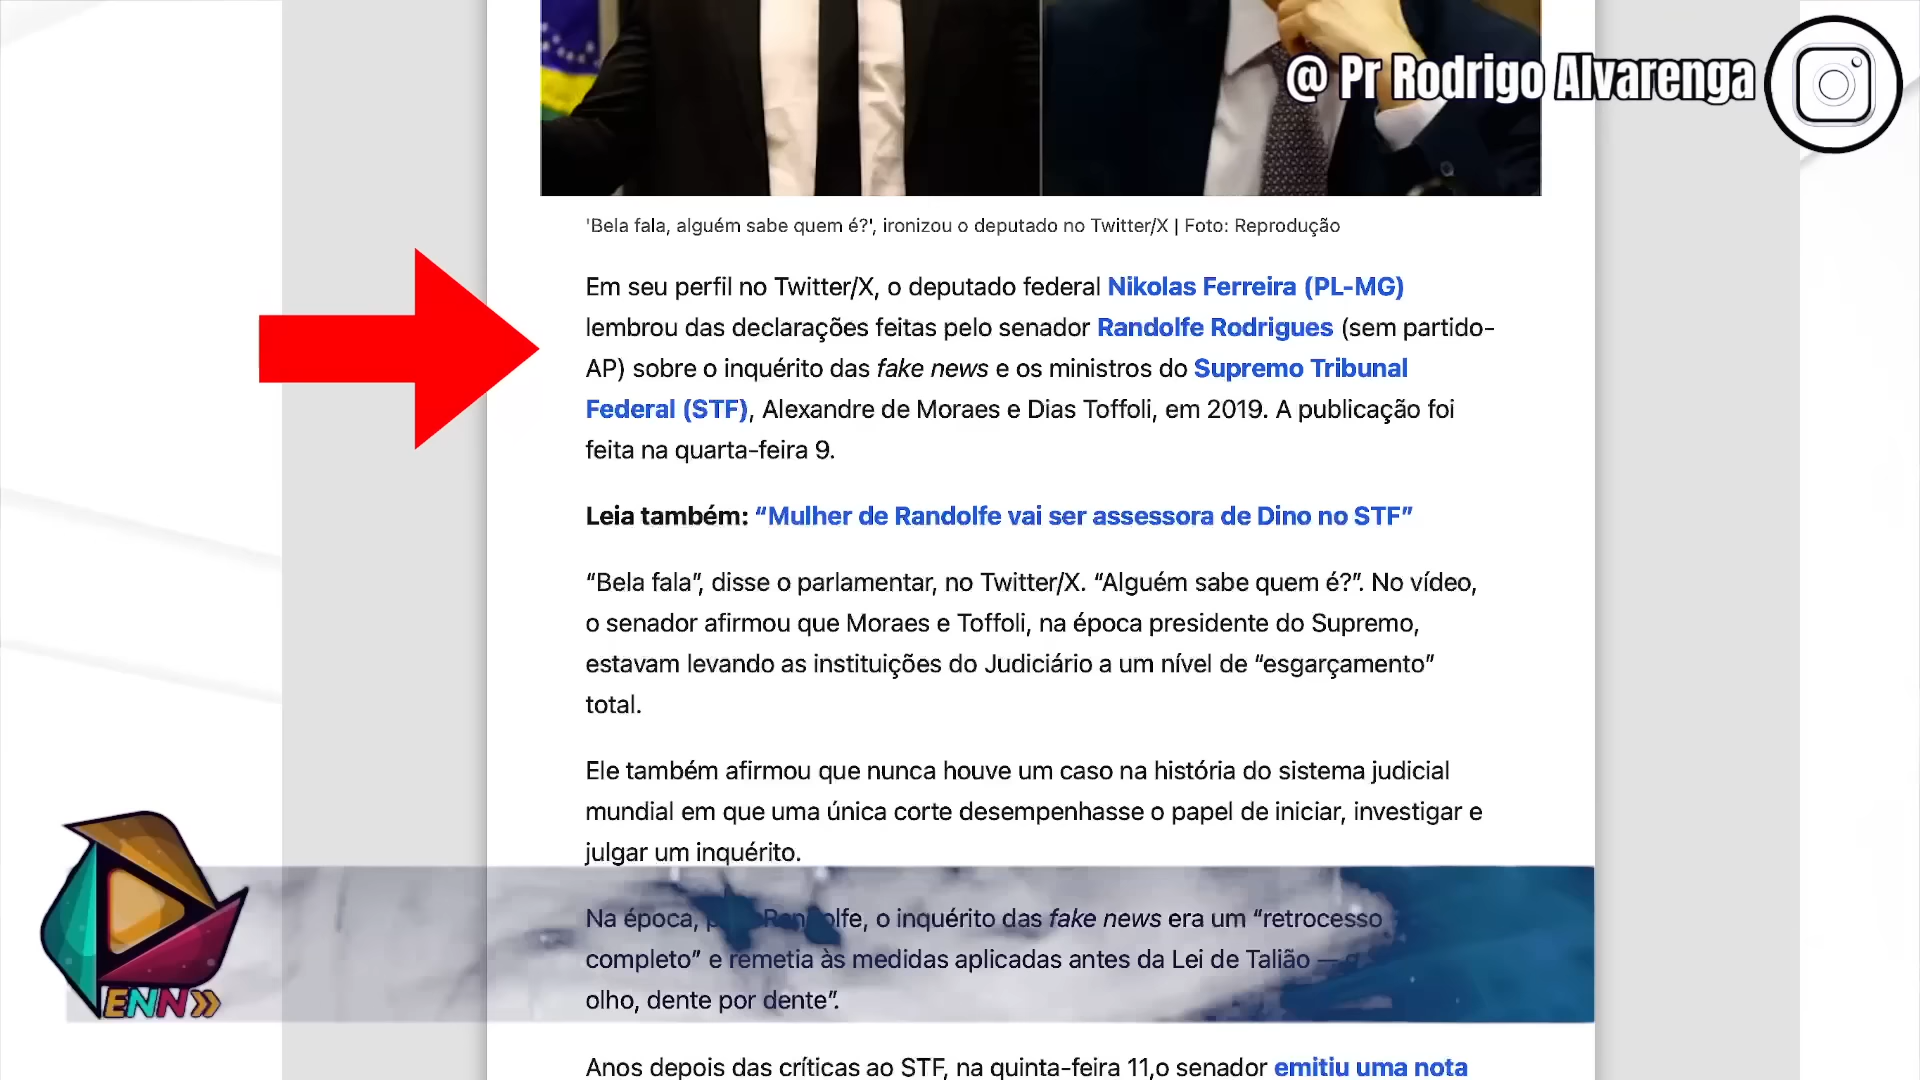 @ Pr Rodrigo Alvarenga
'Bela fala, alguém sabe quem é?', ironizou o deputado no Twitter/X | Foto: Reprodução
Em seu perfil no Twitter/X, o deputado federal Nikolas Ferreira (PL-MG)
lembrou das declarações feitas pelo senador Randolfe Rodrigues (sem partido-
AP) sobre o inquérito das fake news e os ministros do Supremo Tribunal
Federal (STF), Alexandre de Moraes e Dias Toffoli, em 2019. A publicação foi
feita na quarta-feira 9.
Leia também: “Mulher de Randolfe vai ser assessora de Dino no STF”
“Bela fala”, disse o parlamentar, no Twitter/X. “Alguém sabe quem é?”. No vídeo,
o senador afirmou que Moraes e Toffoli, na época presidente do Supremo,
estavam levando as instituições do Judiciário a um nível de “esgarçamento”
total.
Ele também afirmou que nunca houve um caso na história do sistema judicial
mundial em que uma única corte desempenhasse o papel de iniciar, investigar e
julgar um inquérito.
Na época, Randolfe, o inquérito das fake news era um “retrocesso
completo” e remetia às medidas aplicadas antes da Lei de Talião —
olho, dente por dente”.
ENN
Anos depois das críticas ao STF, na quinta-feira 11,o senador emitiu uma nota